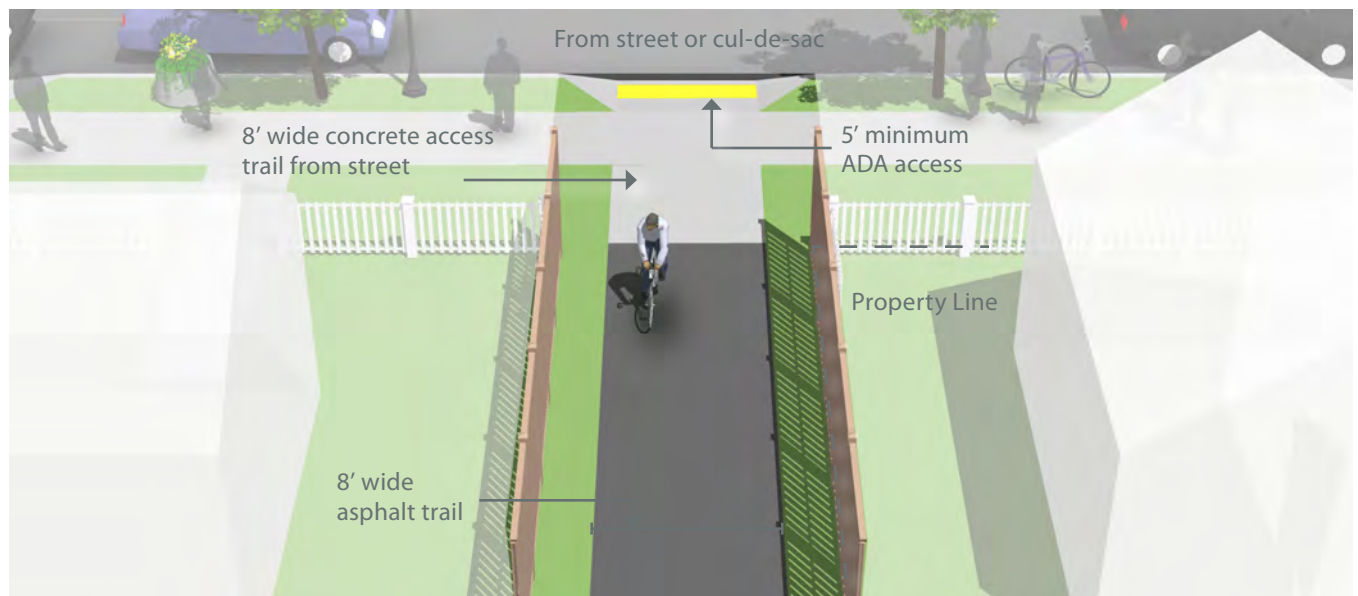 From street or cul-de-sac
8’ wide concrete access
trail from street
5’ minimum
ADA access
Property Line
8’ wide
asphalt trail